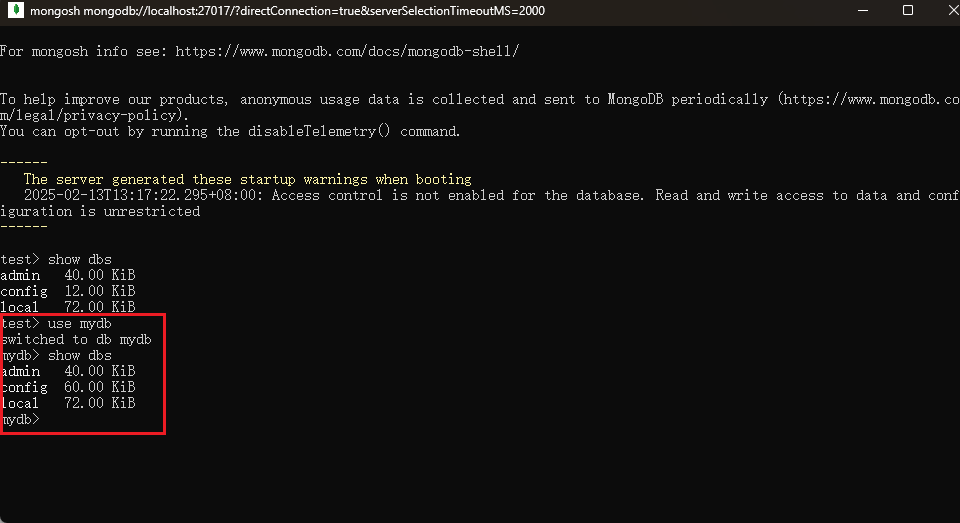 mongosh mongodb://localhost:27017/?directConnection=true&serverSelectionTimeoutMS=2000
For mongosh info see: https://www.mongodb.com/docs/mongodb-shell/
To help improve our products, anonymous usage data is collected and sent to MongoDB periodically (https://www.mongodb.co
m/legal/privacy-policy).
You can opt-out by running the disableTelemetry() command.
------
The server generated these startup warnings when booting
2025-02-13T13:17:22.295+08:00: Access control is not enabled for the database. Read and write access to data and conf
iguration is unrestricted
------
test> show dbs
admin 40.00 KiB
config 12.00 KiB
local 72.00 KiB
test> use mydb
switched to db mydb
mydb> show dbs
admin 40.00 KiB
config 60.00 KiB
local 72.00 KiB
mydb>